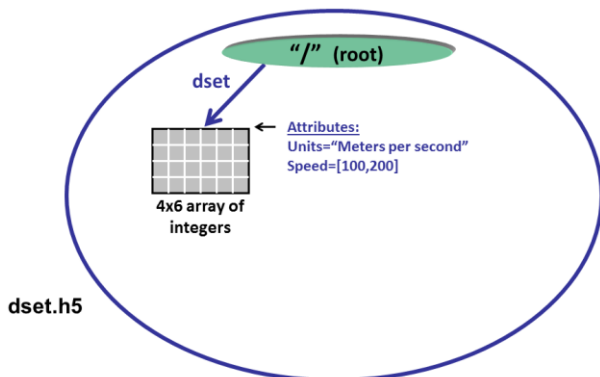 “/” (root)
dset
Attributes:
Units=“Meters per second”
Speed=[100,200]
4x6 array of
integers
dset.h5